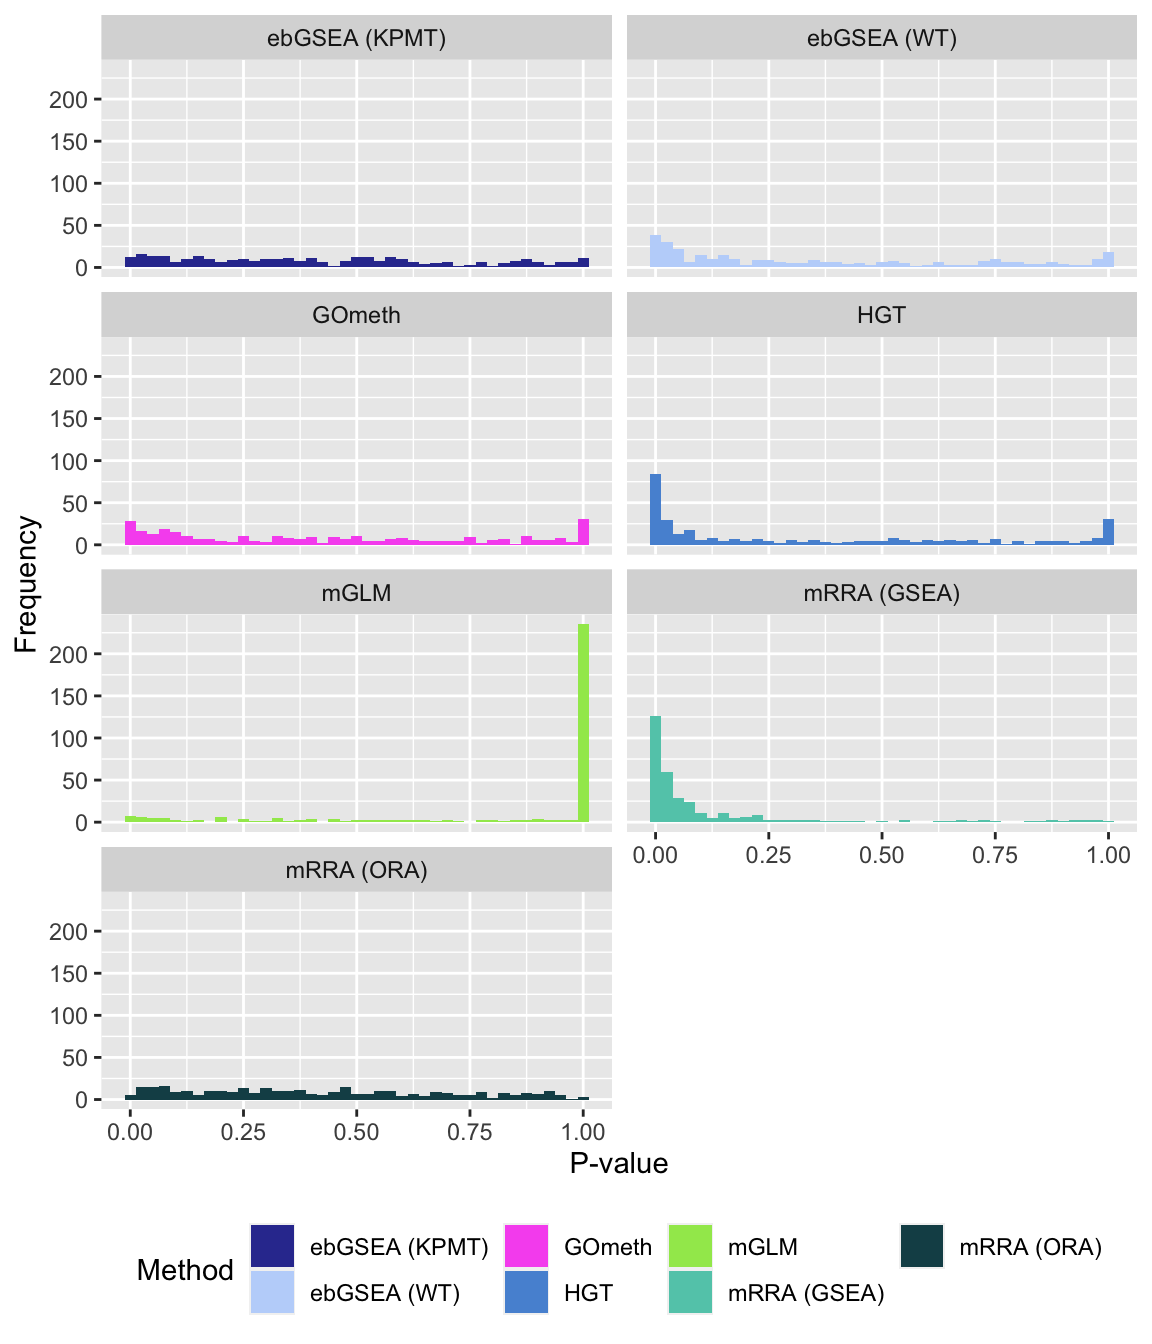 ebGSEA (KPMT) ebGSEA (WT)
200
150
100
50
0
GOmeth HGT
200
150
100
50
0
Frequency
mGLM mRRA (GSEA)
200
150
100
50
0
0.00 0.25 0.50 0.75 1.00
mRRA (ORA)
200
150
100
50
0
0.00 0.25 0.50 0.75 1.00
P-value
Method
ebGSEA (KPMT) GOmeth mGLM mRRA (ORA)
ebGSEA (WT) HGT mRRA (GSEA)